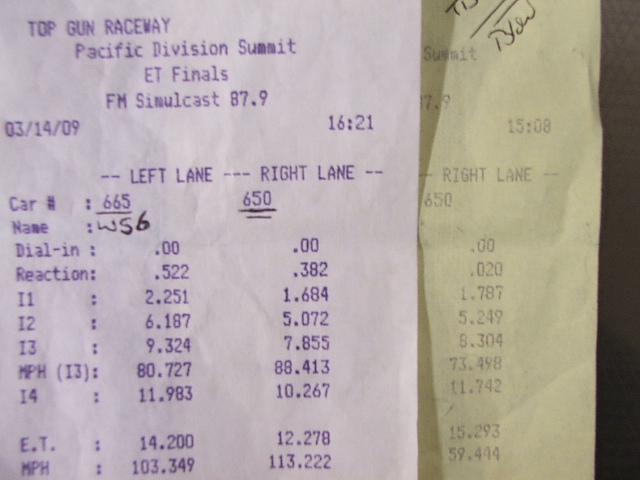 TOP GUN RACEWAY
Pacific Division Summit
ET Finals
FM Simulcast 87.9
03/14/09 16:21
-- LEFT LANE --- RIGHT LANE --
Car # : 665 650
Name : WS6
Dial-in : .00 .00
Reaction: .522 .382
I1 : 2.251 1.684
I2 : 6.187 5.072
I3 : 9.324 7.855
MPH (I3): 80.727 88.413
I4 : 11.983 10.267
E.T. : 14.200 12.278
MPH : 103.349 113.222
Summit
87.9
15:08
- RIGHT LANE --
650
.00
.020
1.787
5.249
8.304
73.498
11.742
15.293
59.444